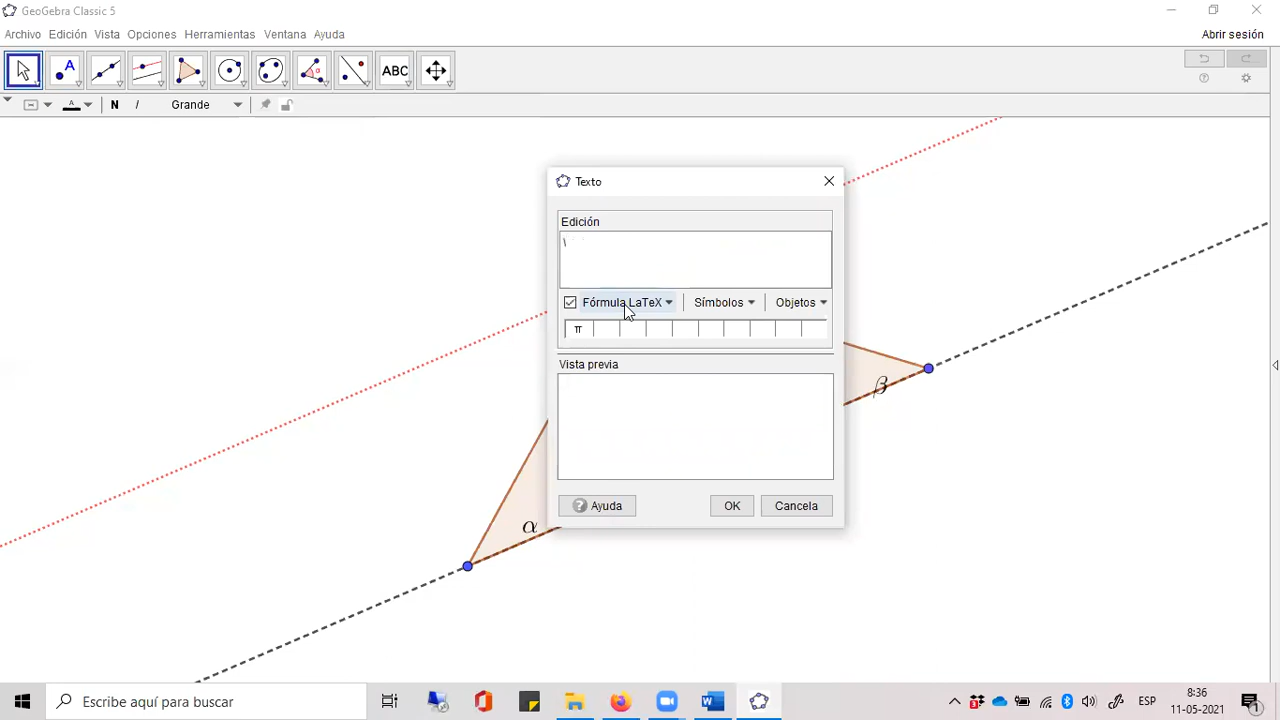 GeoGebra Classic 5
Archivo Edición Vista Opciones Herramientas Ventana Ayuda
Abrir sesión
A ABC
A N I Grande
Texto
Edición
\
Fórmula LaTeX Símbolos Objetos
π
Vista previa
β
α
Ayuda OK Cancela
Escribe aquí para buscar
ESP
8:36
11-05-2021